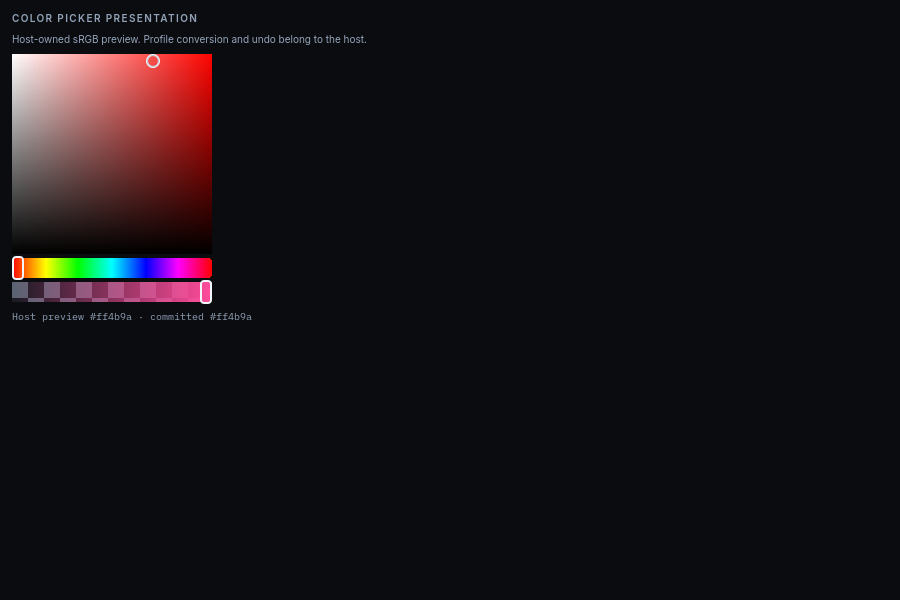 COLOR PICKER PRESENTATION
Host-owned sRGB preview. Profile conversion and undo belong to the host.
Host preview #ff4b9a · committed #ff4b9a